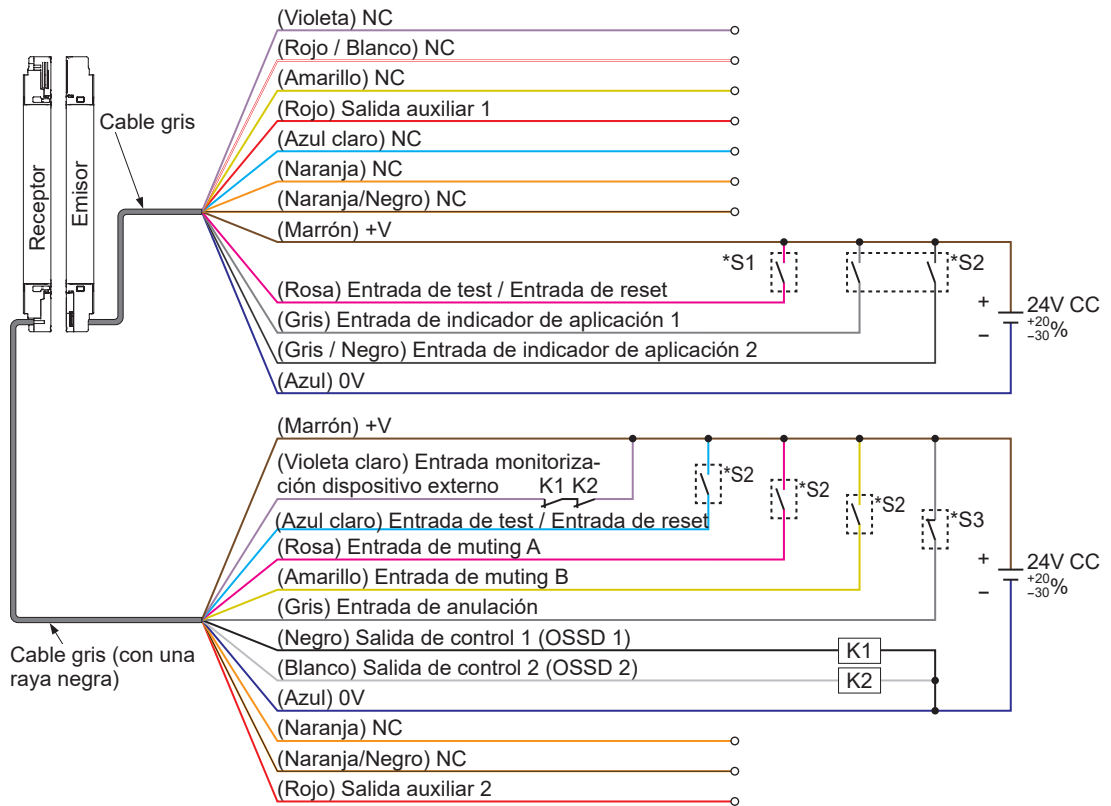 (Violeta) NC
(Rojo / Blanco) NC
(Amarillo) NC
(Rojo) Salida auxiliar 1
Cable gris
(Azul claro) NC
(Naranja) NC
(Naranja/Negro) NC
Receptor
Emisor
(Marrón) +V
*S1
*S2
(Rosa) Entrada de test / Entrada de reset
(Gris) Entrada de indicador de aplicación 1
(Gris / Negro) Entrada de indicador de aplicación 2
(Azul) 0V
+
24V CC
+20
−30%
−
(Marrón) +V
(Violeta claro) Entrada monitoriza-
ción dispositivo externo
K1 K2
*S2
*S2
*S2
*S3
(Azul claro) Entrada de test / Entrada de reset
(Rosa) Entrada de muting A
(Amarillo) Entrada de muting B
(Gris) Entrada de anulación
+
24V CC
+20
−30%
−
(Negro) Salida de control 1 (OSSD 1)
K1
(Blanco) Salida de control 2 (OSSD 2)
K2
(Azul) 0V
Cable gris (con una
raya negra)
(Naranja) NC
(Naranja/Negro) NC
(Rojo) Salida auxiliar 2